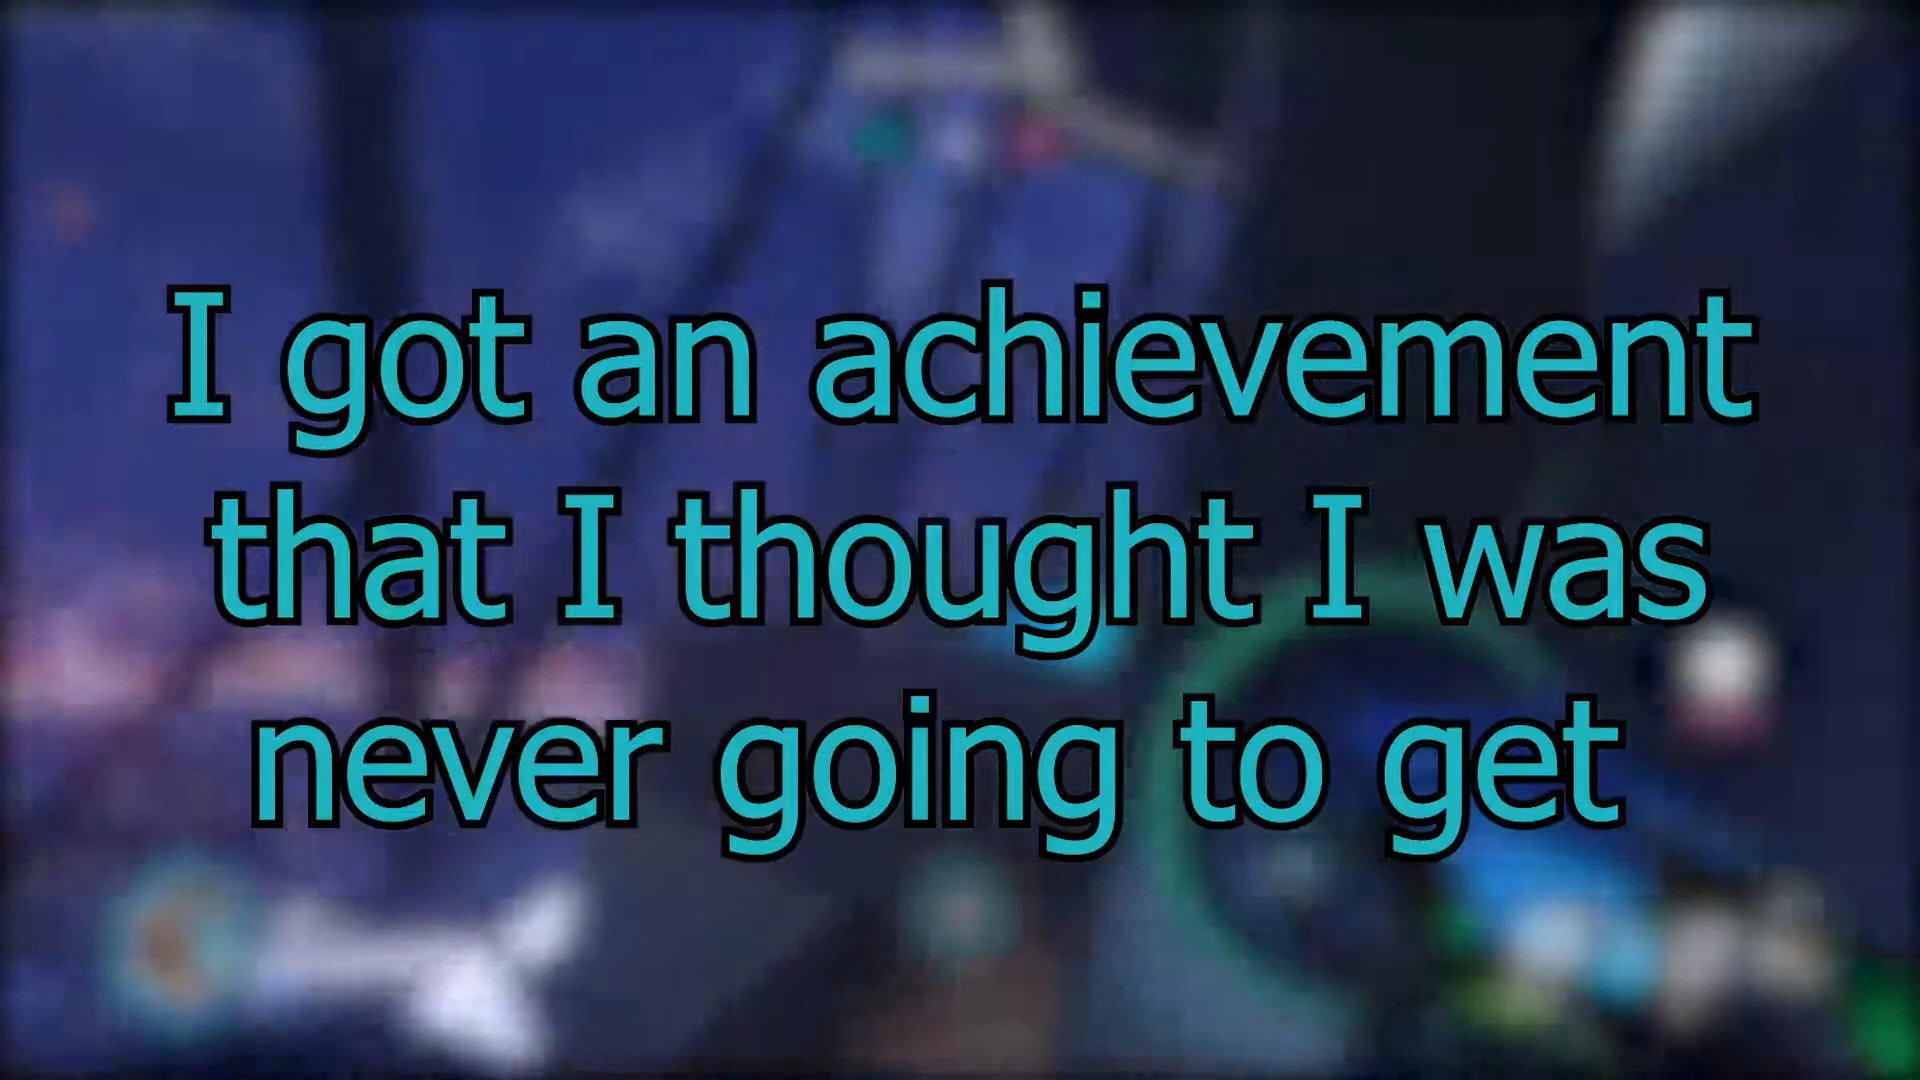 I got an achievement
that I thought I was
never going to get